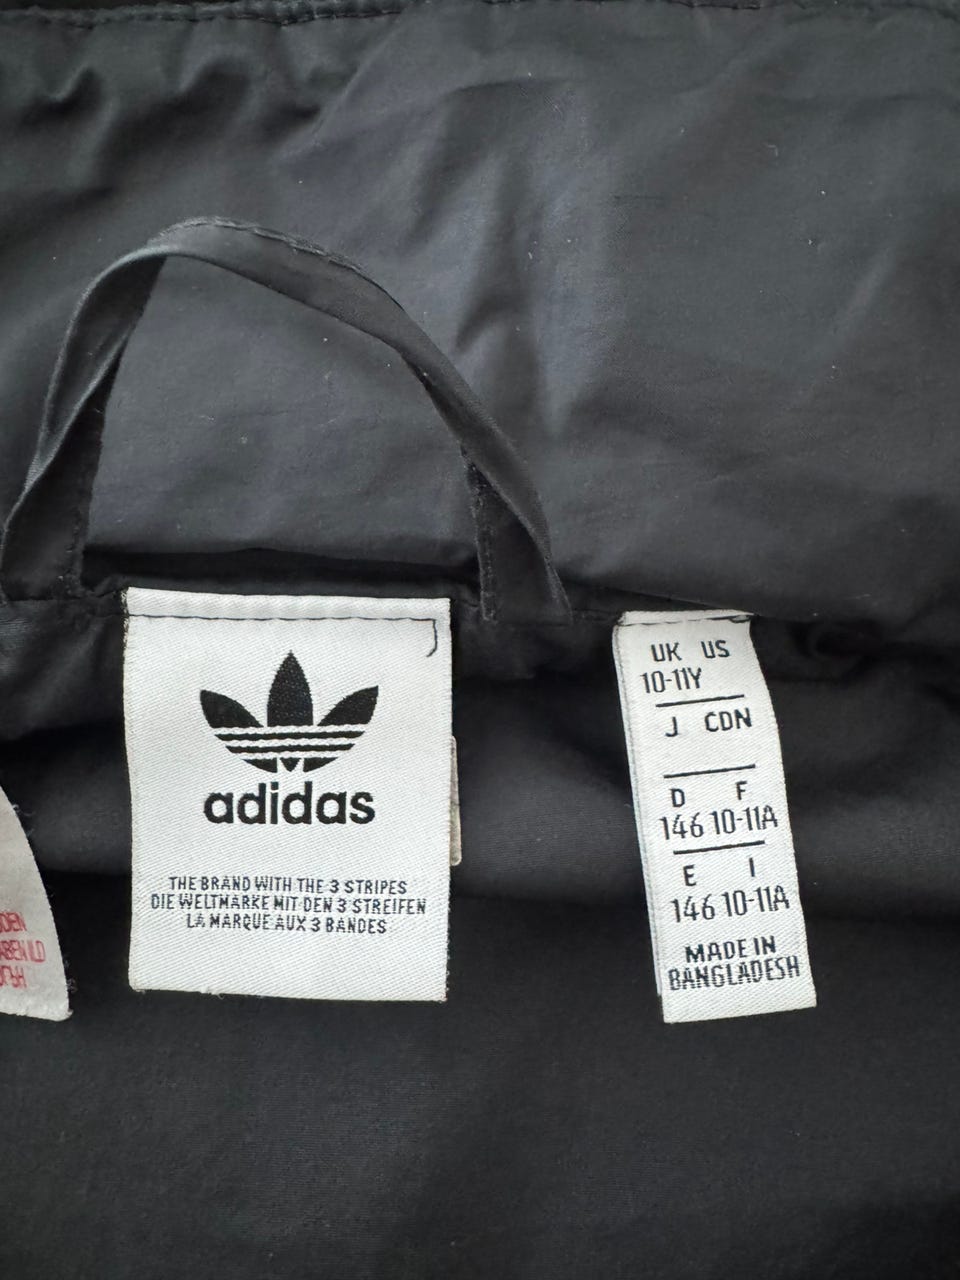 adidas
THE BRAND WITH THE 3 STRIPES
DIE WELTMARKE MIT DEN 3 STREIFEN
LA MARQUE AUX 3 BANDES
UK US
10-11Y
J CDN
D F
146 10-11A
E I
146 10-11A
MADE IN
BANGLADESH